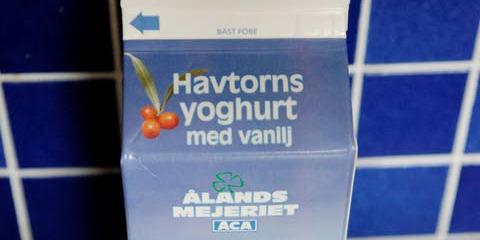 BÄST FÖRE
Havtorns
yoghurt
med vanilj
ÅLANDS
MEJERIET
ACA